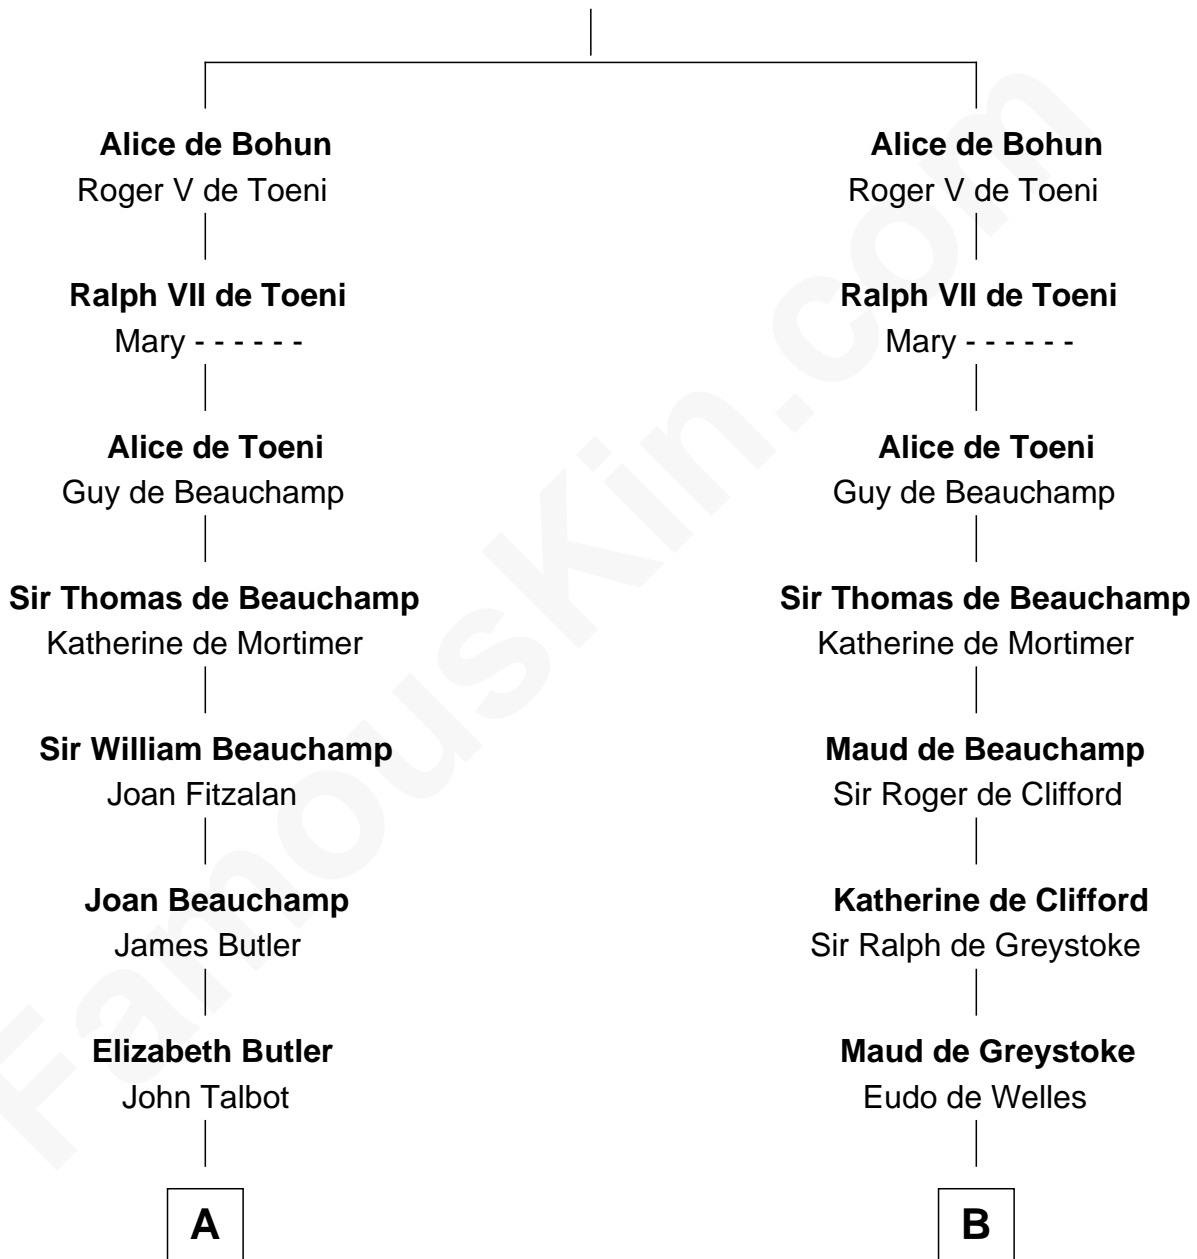 Alice de Bohun
Roger V de Toeni
Ralph VII de Toeni
Mary - - - - - -
Alice de Toeni
Guy de Beauchamp
Sir Thomas de Beauchamp
Katherine de Mortimer
Sir William Beauchamp
Joan Fitzalan
Joan Beauchamp
James Butler
Elizabeth Butler
John Talbot
A
Alice de Bohun
Roger V de Toeni
Ralph VII de Toeni
Mary - - - - - -
Alice de Toeni
Guy de Beauchamp
Sir Thomas de Beauchamp
Katherine de Mortimer
Maud de Beauchamp
Sir Roger de Clifford
Katherine de Clifford
Sir Ralph de Greystoke
Maud de Greystoke
Eudo de Welles
B
FamousKin.com